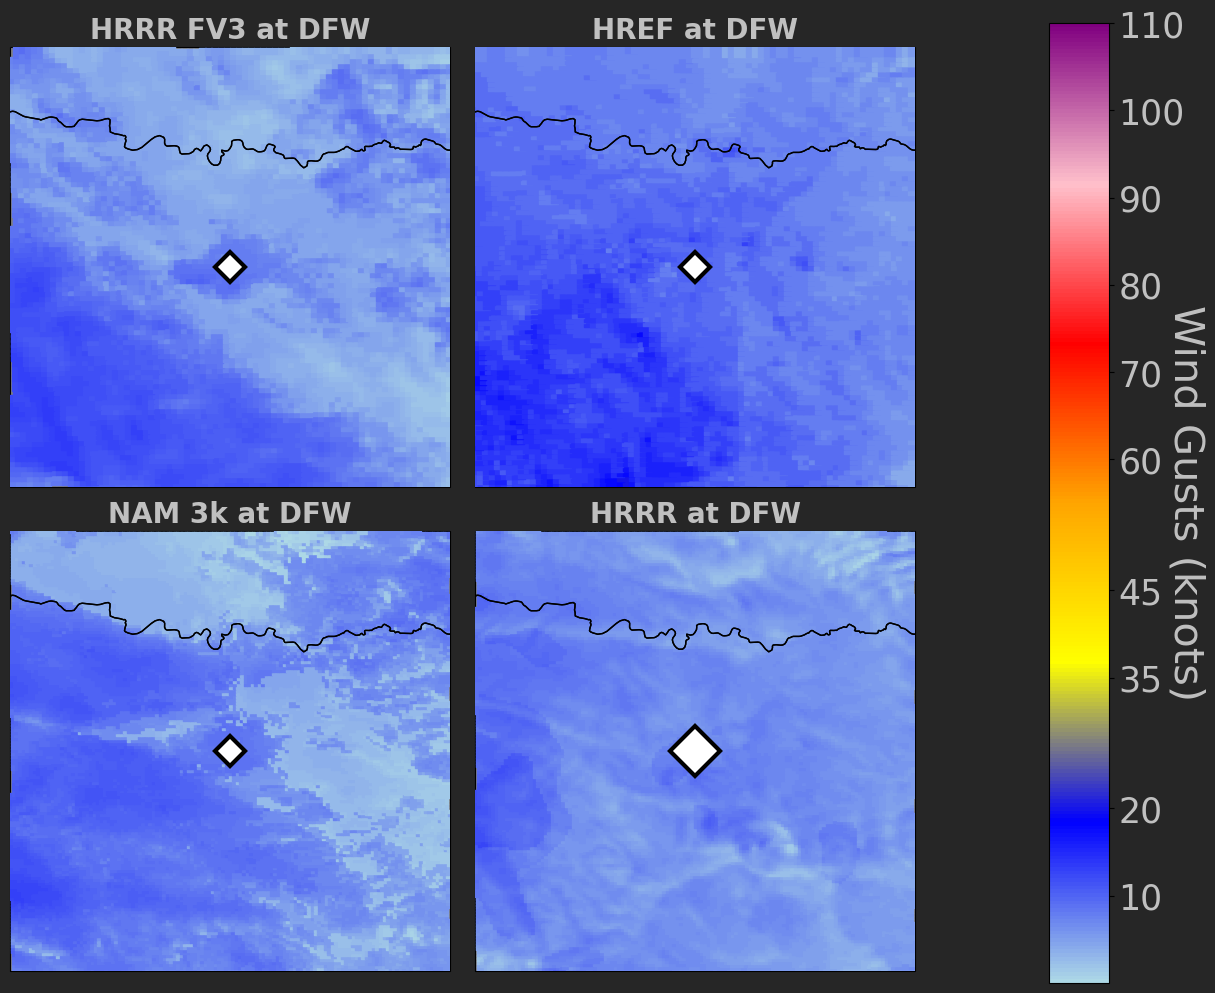 HRRR FV3 at DFW
HREF at DFW
NAM 3k at DFW
HRRR at DFW
110
100
90
80
70
60
45
35
20
10
Wind Gusts (knots)